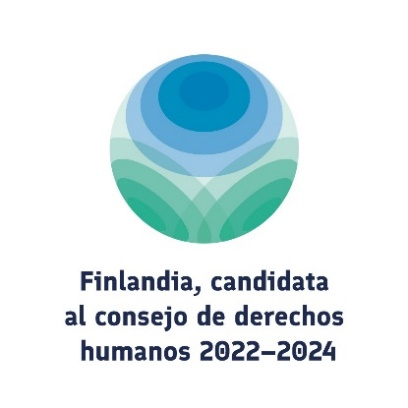 Finlandia, candidata
al consejo de derechos
humanos 2022–2024